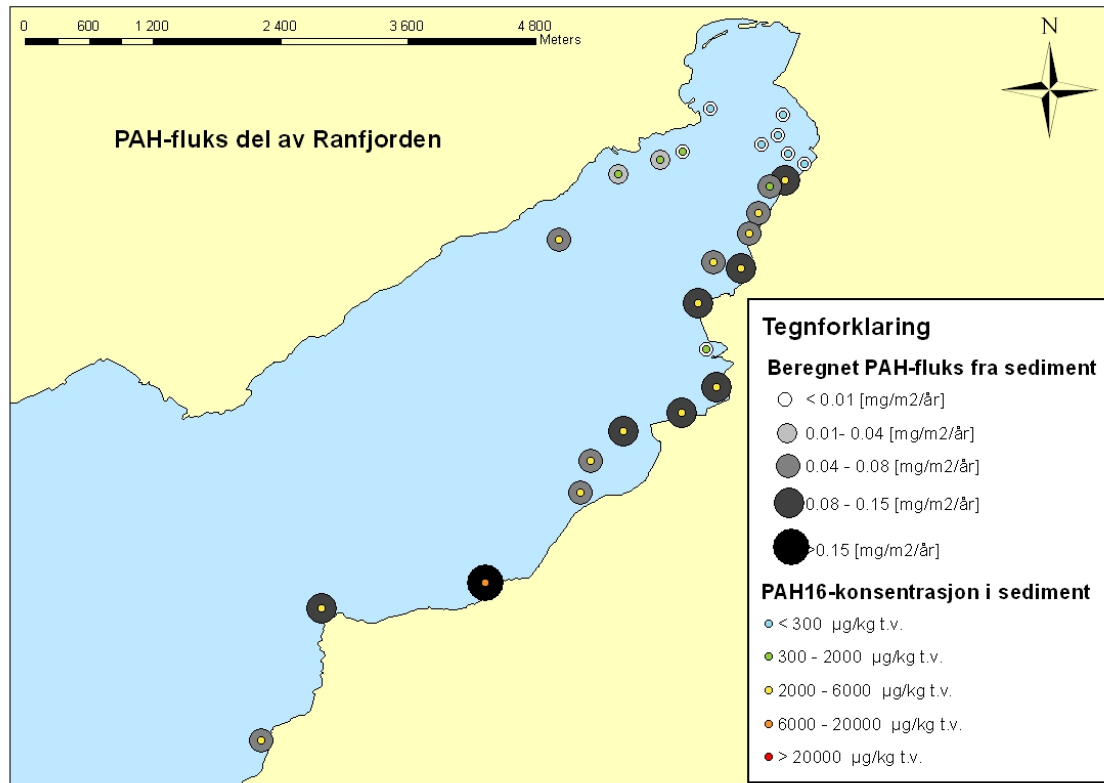 0 600 1 200 2 400 3 600 4 800
Meters
N
PAH-fluks del av Ranfjorden
Tegnforklaring
Beregnet PAH-fluks fra sediment
< 0.01 [mg/m2/år]
0.01- 0.04 [mg/m2/år]
0.04 - 0.08 [mg/m2/år]
0.08 - 0.15 [mg/m2/år]
>0.15 [mg/m2/år]
PAH16-konsentrasjon i sediment
< 300 µg/kg t.v.
300 - 2000 µg/kg t.v.
2000 - 6000 µg/kg t.v.
6000 - 20000 µg/kg t.v.
> 20000 µg/kg t.v.